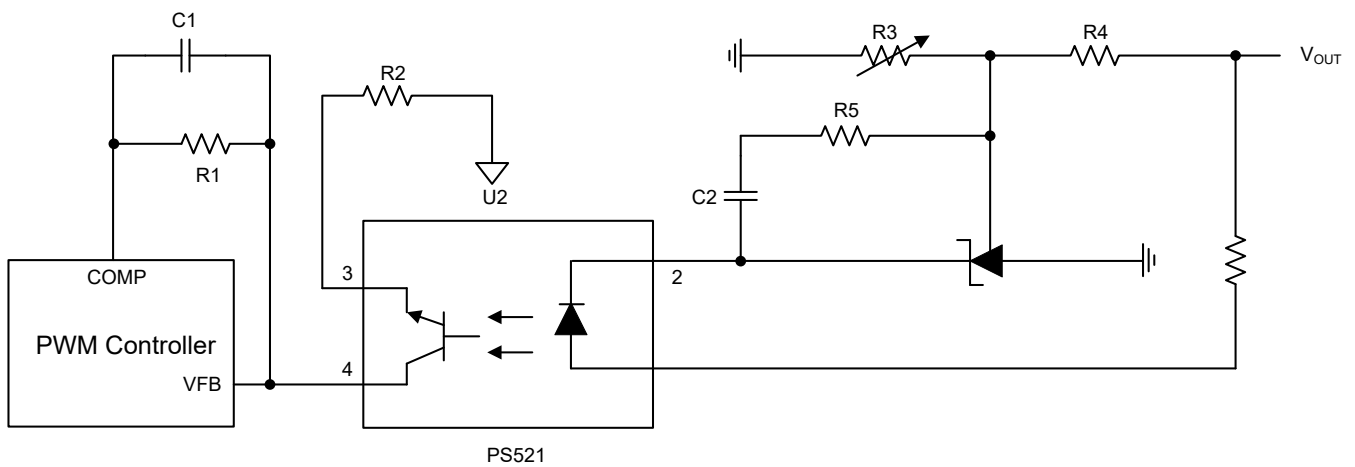 C1
R3
R4
VOUT
R2
R5
R1
C2
U2
3
2
COMP
PWM Controller
4
VFB
PS521